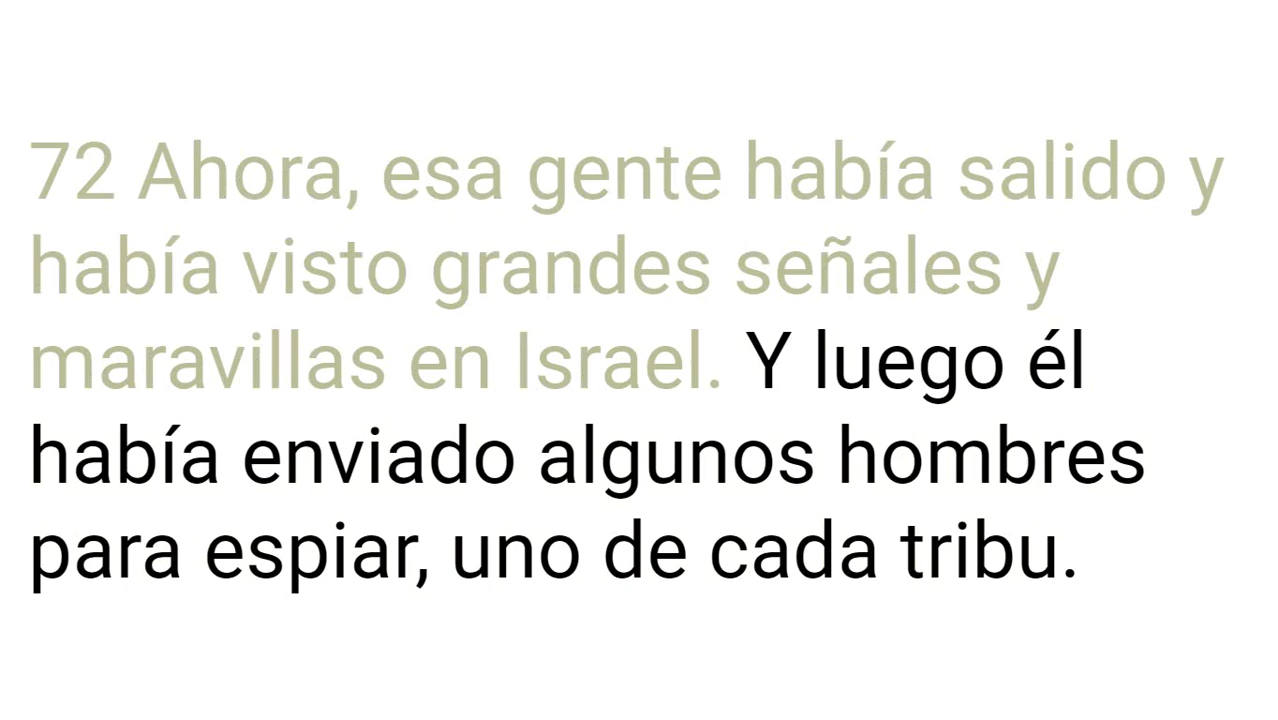 72 Ahora, esa gente había salido y
había visto grandes señales y
maravillas en Israel. Y luego él
había enviado algunos hombres
para espiar, uno de cada tribu.